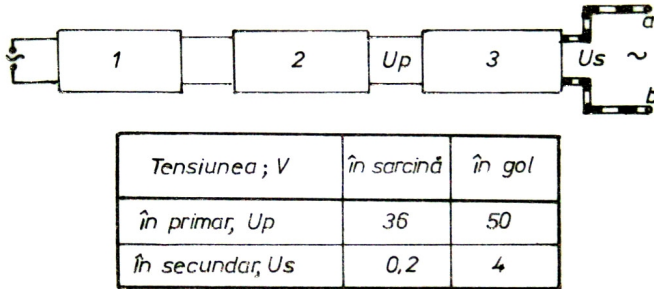 a
1 2 Up 3 Us ~
b
Tensiunea; V în sarcină în gol
în primar, Up 36 50
în secundar, Us 0,2 4